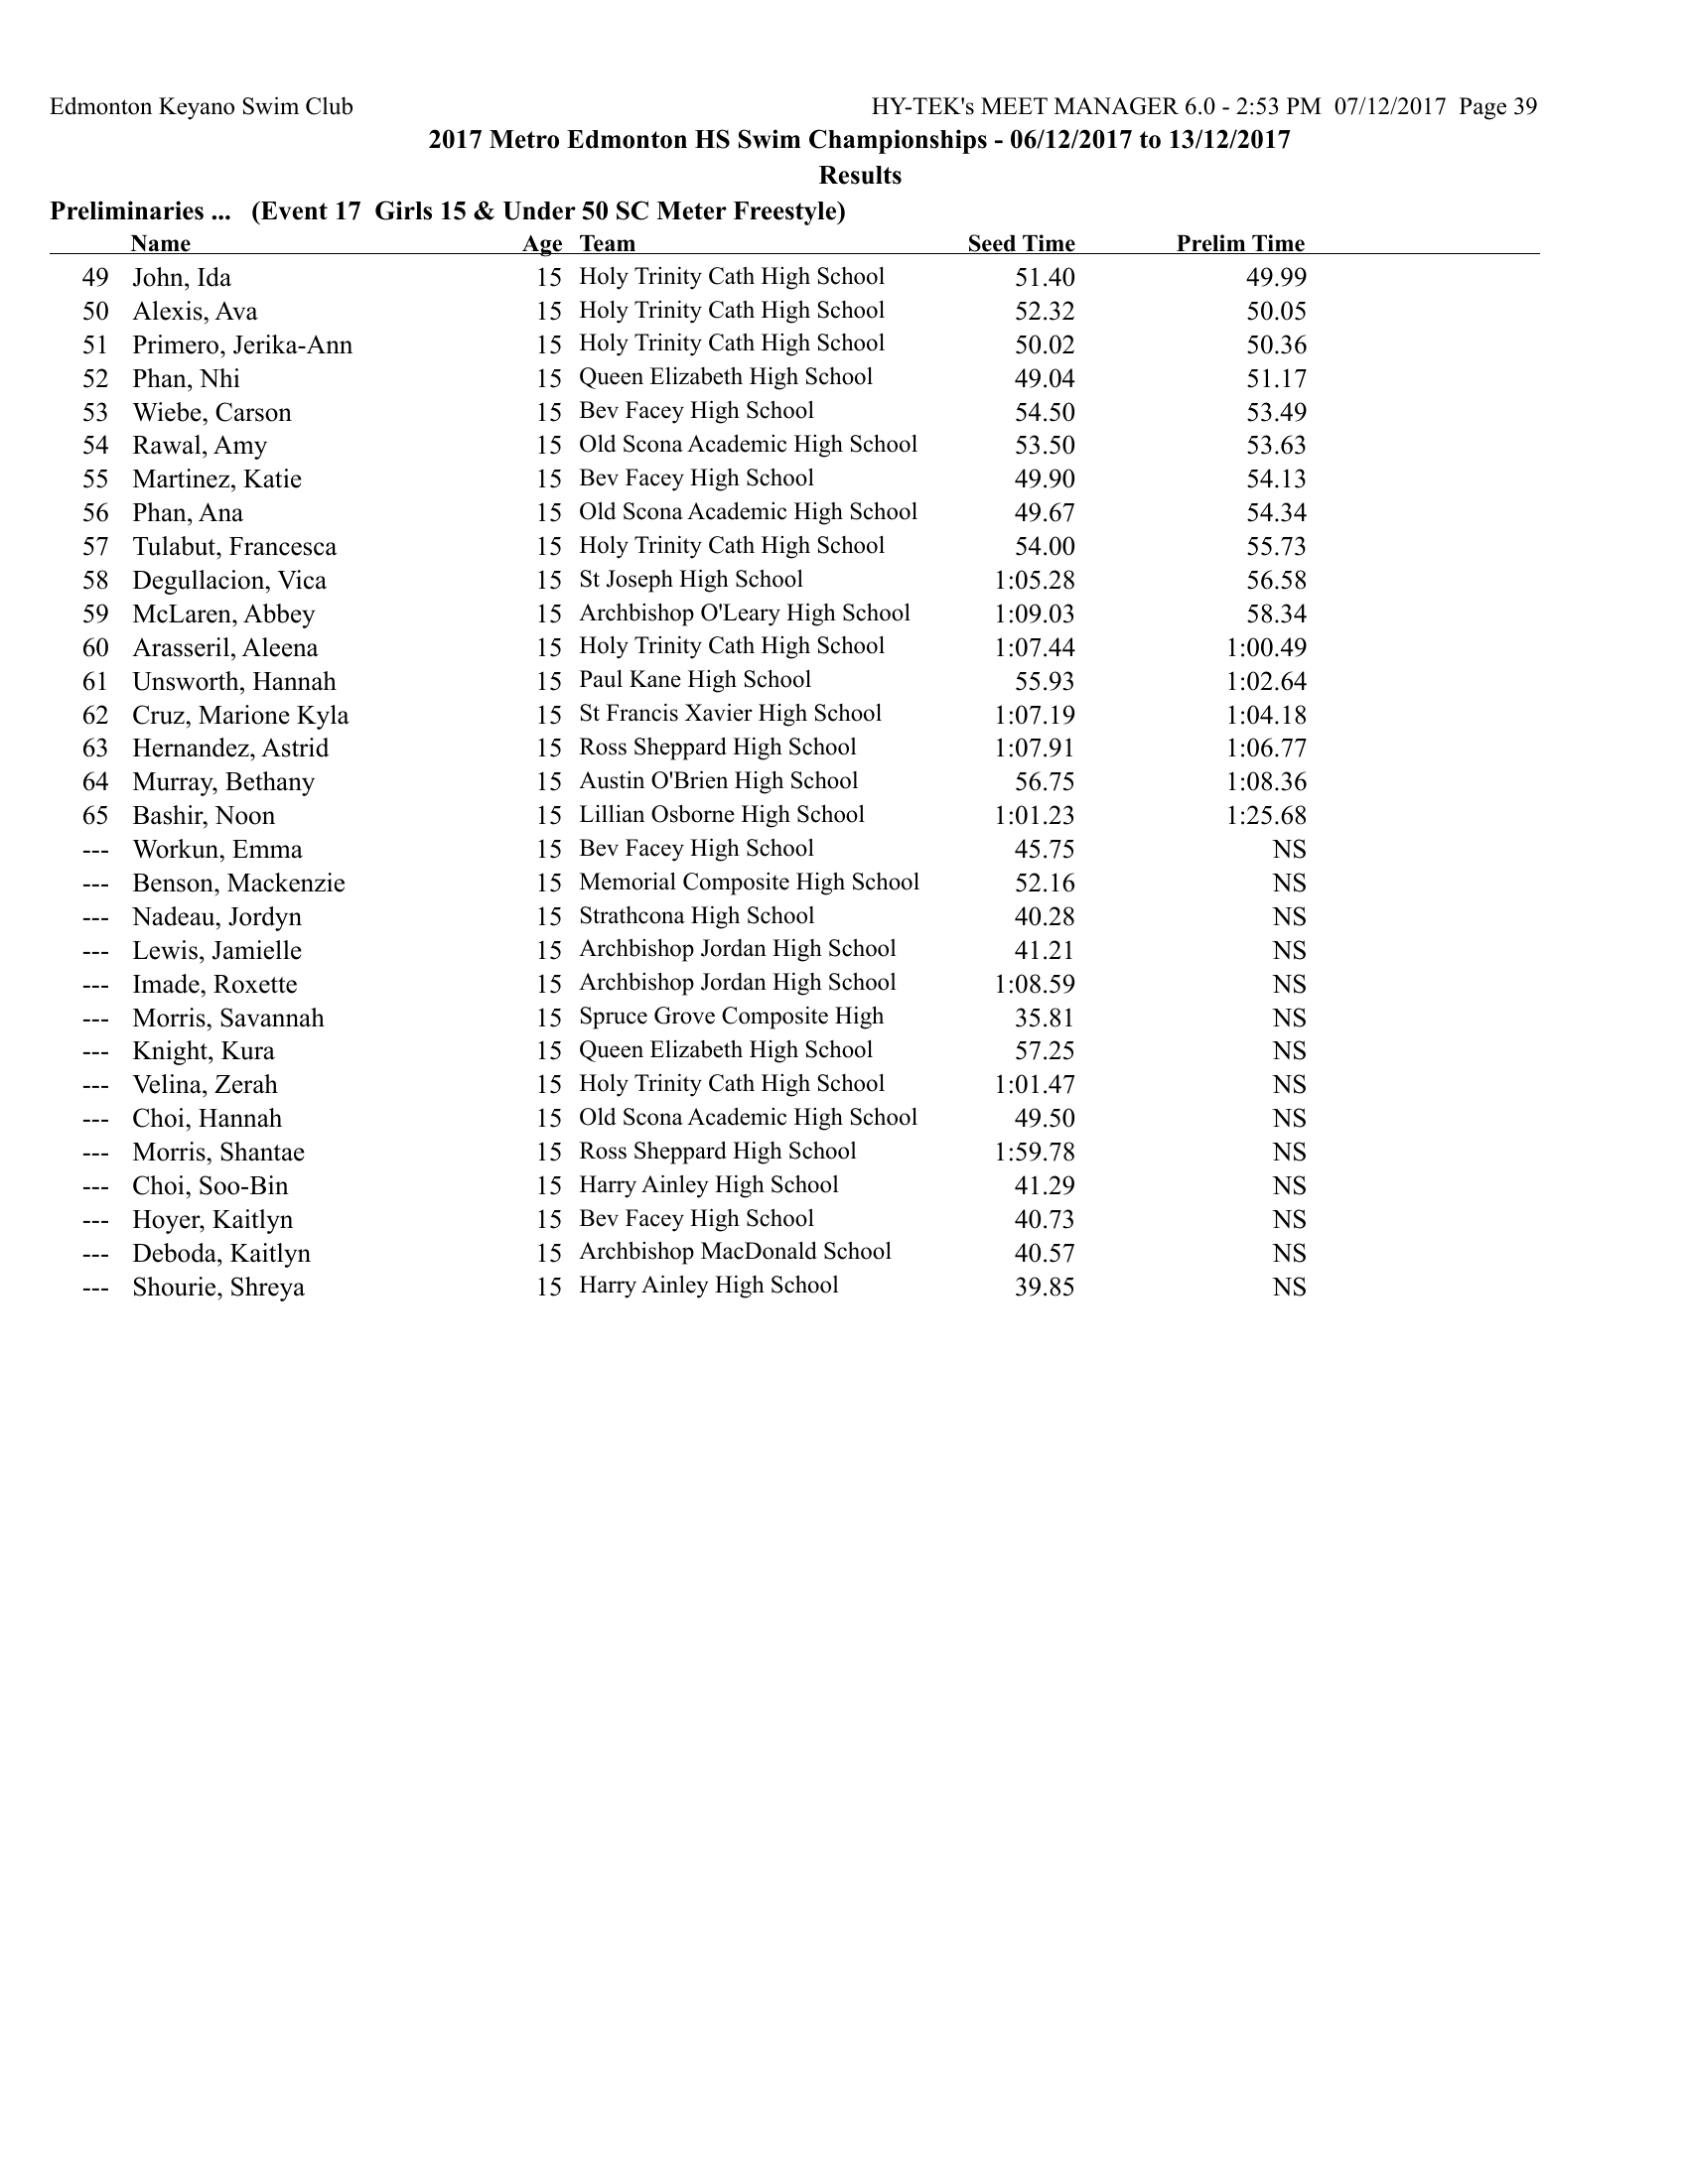 Edmonton Keyano Swim Club HY-TEK's MEET MANAGER 6.0 - 2:53 PM 07/12/2017 Page 39
2017 Metro Edmonton HS Swim Championships - 06/12/2017 to 13/12/2017
Results
Preliminaries ... (Event 17 Girls 15 & Under 50 SC Meter Freestyle)
Name Age Team Seed Time Prelim Time
49 John, Ida 15 Holy Trinity Cath High School 51.40 49.99
50 Alexis, Ava 15 Holy Trinity Cath High School 52.32 50.05
51 Primero, Jerika-Ann 15 Holy Trinity Cath High School 50.02 50.36
52 Phan, Nhi 15 Queen Elizabeth High School 49.04 51.17
53 Wiebe, Carson 15 Bev Facey High School 54.50 53.49
54 Rawal, Amy 15 Old Scona Academic High School 53.50 53.63
55 Martinez, Katie 15 Bev Facey High School 49.90 54.13
56 Phan, Ana 15 Old Scona Academic High School 49.67 54.34
57 Tulabut, Francesca 15 Holy Trinity Cath High School 54.00 55.73
58 Degullacion, Vica 15 St Joseph High School 1:05.28 56.58
59 McLaren, Abbey 15 Archbishop O'Leary High School 1:09.03 58.34
60 Arasseril, Aleena 15 Holy Trinity Cath High School 1:07.44 1:00.49
61 Unsworth, Hannah 15 Paul Kane High School 55.93 1:02.64
62 Cruz, Marione Kyla 15 St Francis Xavier High School 1:07.19 1:04.18
63 Hernandez, Astrid 15 Ross Sheppard High School 1:07.91 1:06.77
64 Murray, Bethany 15 Austin O'Brien High School 56.75 1:08.36
65 Bashir, Noon 15 Lillian Osborne High School 1:01.23 1:25.68
--- Workun, Emma 15 Bev Facey High School 45.75 NS
--- Benson, Mackenzie 15 Memorial Composite High School 52.16 NS
--- Nadeau, Jordyn 15 Strathcona High School 40.28 NS
--- Lewis, Jamielle 15 Archbishop Jordan High School 41.21 NS
--- Imade, Roxette 15 Archbishop Jordan High School 1:08.59 NS
--- Morris, Savannah 15 Spruce Grove Composite High 35.81 NS
--- Knight, Kura 15 Queen Elizabeth High School 57.25 NS
--- Velina, Zerah 15 Holy Trinity Cath High School 1:01.47 NS
--- Choi, Hannah 15 Old Scona Academic High School 49.50 NS
--- Morris, Shantae 15 Ross Sheppard High School 1:59.78 NS
--- Choi, Soo-Bin 15 Harry Ainley High School 41.29 NS
--- Hoyer, Kaitlyn 15 Bev Facey High School 40.73 NS
--- Deboda, Kaitlyn 15 Archbishop MacDonald School 40.57 NS
--- Shourie, Shreya 15 Harry Ainley High School 39.85 NS